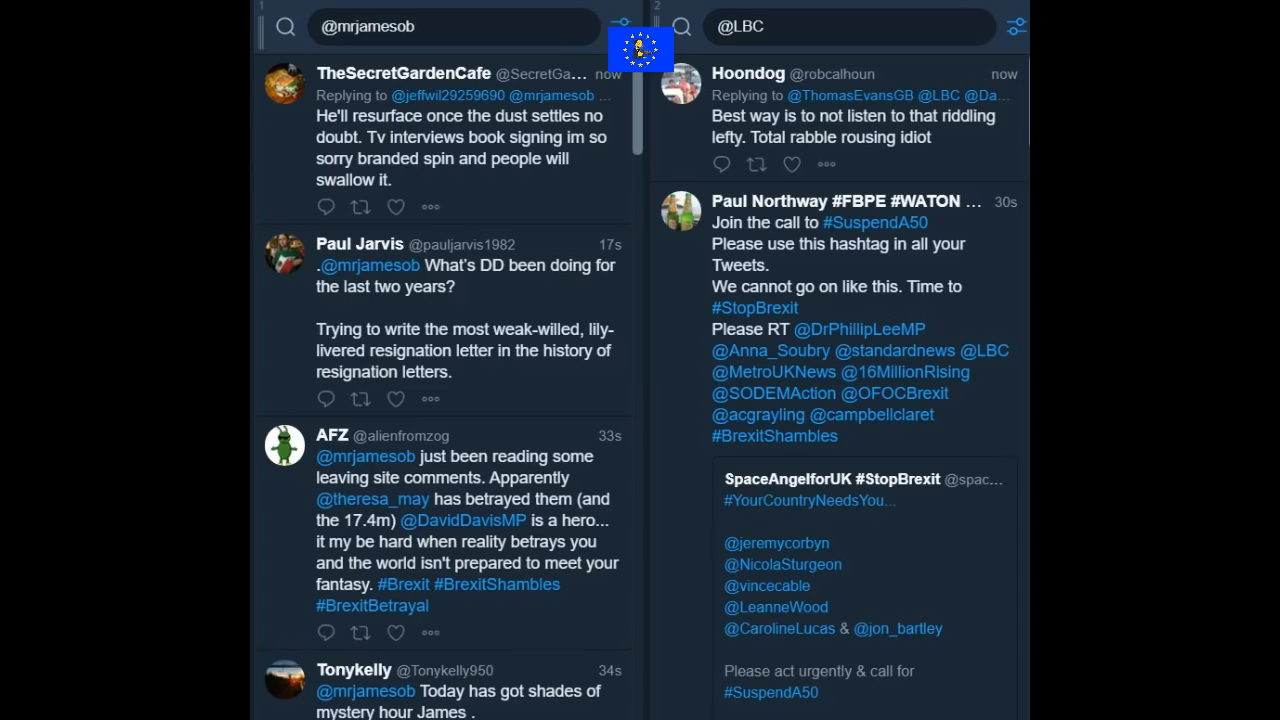 1
@mrjamesob
TheSecretGardenCafe @SecretGa... now
Replying to @jeffwil29259690 @mrjamesob ...
He'll resurface once the dust settles no
doubt. Tv interviews book signing im so
sorry branded spin and people will
swallow it.
Paul Jarvis @pauljarvis1982 17s
.@mrjamesob What's DD been doing for
the last two years?
Trying to write the most weak-willed, lily-
livered resignation letter in the history of
resignation letters.
AFZ @alienfromzog 33s
@mrjamesob just been reading some
leaving site comments. Apparently
@theresa_may has betrayed them (and
the 17.4m) @DavidDavisMP is a hero...
it my be hard when reality betrays you
and the world isn't prepared to meet your
fantasy. #Brexit #BrexitShambles
#BrexitBetrayal
Tonykelly @Tonykelly950 34s
@mrjamesob Today has got shades of
mystery hour James .
2
@LBC
Hoondog @robcalhoun now
Replying to @ThomasEvansGB @LBC @Da...
Best way is to not listen to that riddling
lefty. Total rabble rousing idiot
Paul Northway #FBPE #WATON ... 30s
Join the call to #SuspendA50
Please use this hashtag in all your
Tweets.
We cannot go on like this. Time to
#StopBrexit
Please RT @DrPhillipLeeMP
@Anna_Soubry @standardnews @LBC
@MetroUKNews @16MillionRising
@SODEMAction @OFOCBrexit
@acgrayling @campbellclaret
#BrexitShambles
SpaceAngelforUK #StopBrexit @spac...
#YourCountryNeedsYou...
@jeremycorbyn
@NicolaSturgeon
@vincecable
@LeanneWood
@CarolineLucas & @jon_bartley
Please act urgently & call for
#SuspendA50